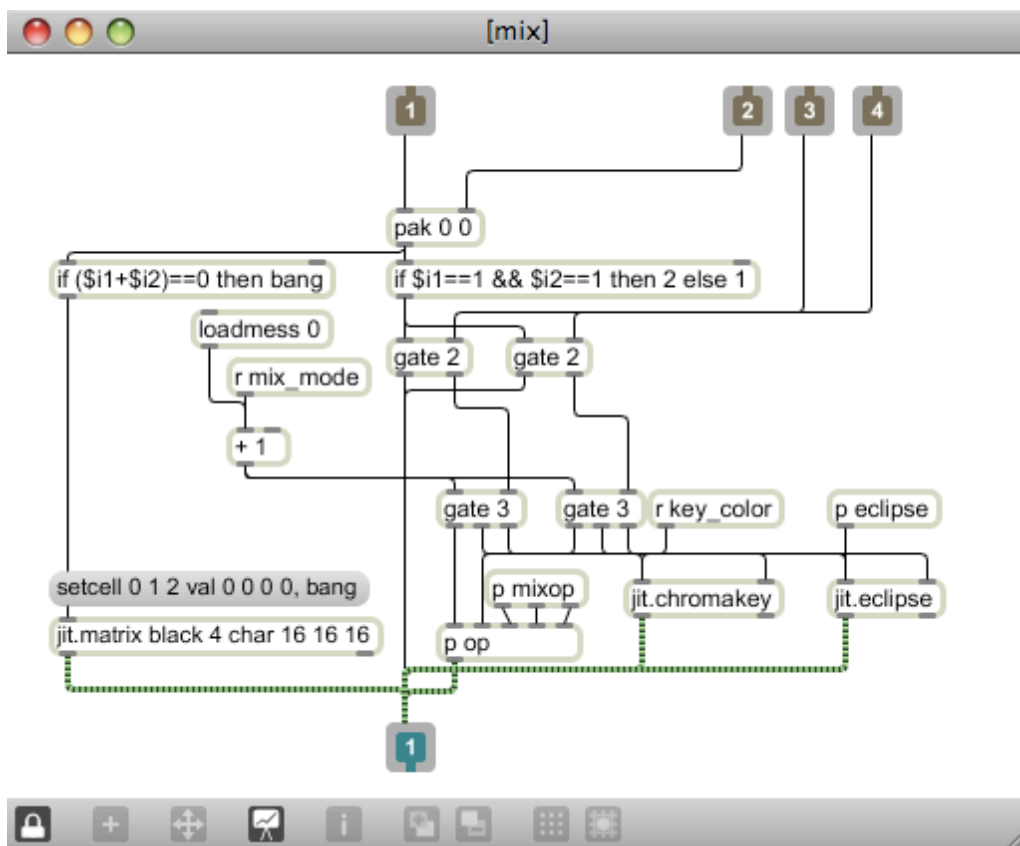 [mix]
1
2
3
4
pak 0 0
if ($i1+$i2)==0 then bang
if $i1==1 && $i2==1 then 2 else 1
loadmess 0
gate 2
gate 2
r mix_mode
+ 1
gate 3
gate 3
r key_color
p eclipse
setcell 0 1 2 val 0 0 0 0, bang
p mixop
jit.chromakey
jit.eclipse
jit.matrix black 4 char 16 16 16
p op
1